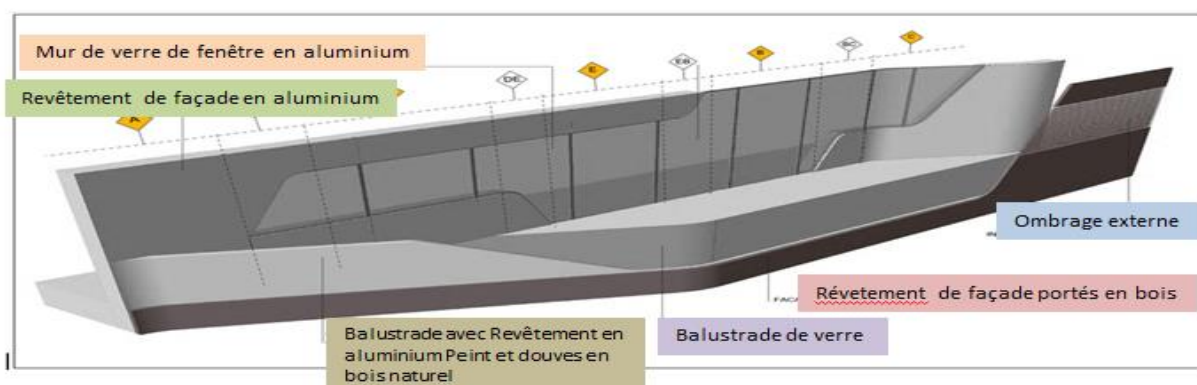 Mur de verre de fenêtre en aluminium
Revêtement de façade en aluminium
A
DE
E
EB
B
BC
C
Ombrage externe
Révetement de façade portés en bois
FACA
Balustrade avec Revêtement en
aluminium Peint et douves en
bois naturel
Balustrade de verre